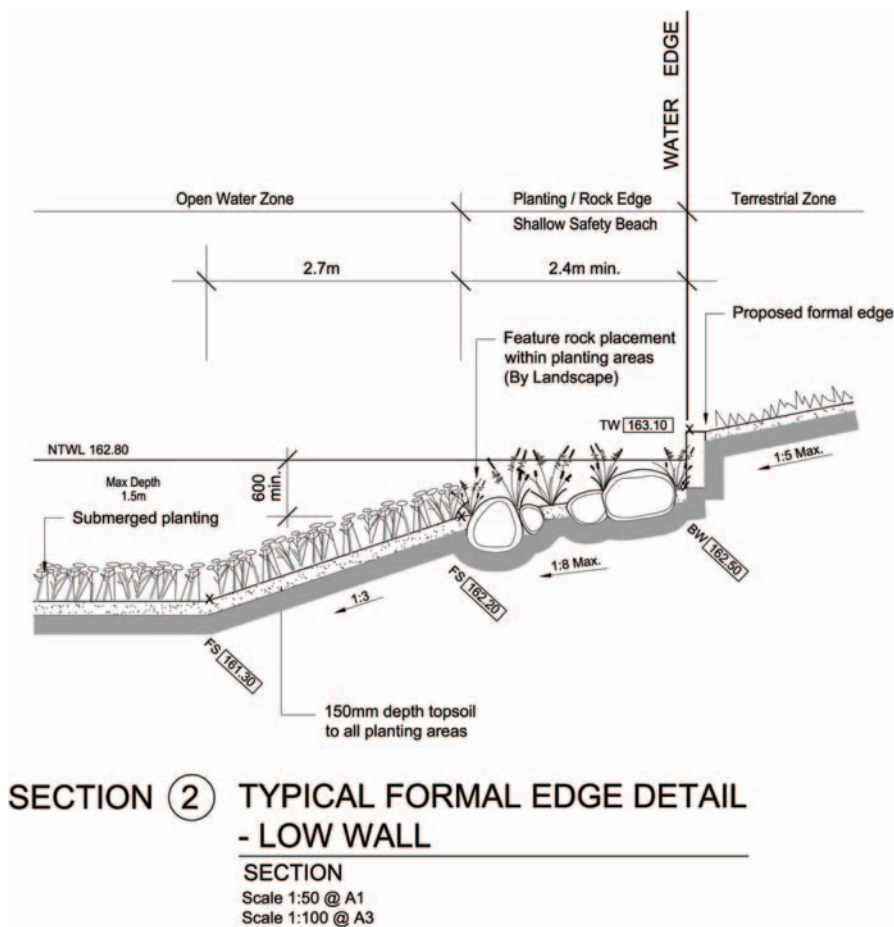 WATER EDGE
Open Water Zone
Planting / Rock Edge
Terrestrial Zone
Shallow Safety Beach
2.7m
2.4m min.
Proposed formal edge
Feature rock placement
within planting areas
(By Landscape)
TW 163.10
NTWL 162.80
Max Depth
1.5m
600
min.
1:5 Max.
Submerged planting
BW 162.50
1:8 Max.
FS 162.20
1:3
FS 161.30
150mm depth topsoil
to all planting areas
SECTION 2 TYPICAL FORMAL EDGE DETAIL
- LOW WALL
SECTION
Scale 1:50 @ A1
Scale 1:100 @ A3